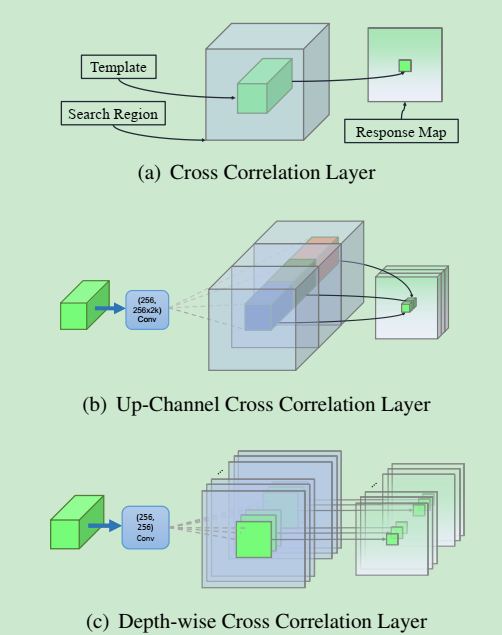 Template
Search Region
Response Map
(a) Cross Correlation Layer
(256,
256x2k)
Conv
(b) Up-Channel Cross Correlation Layer
(256,
256)
Conv
(c) Depth-wise Cross Correlation Layer